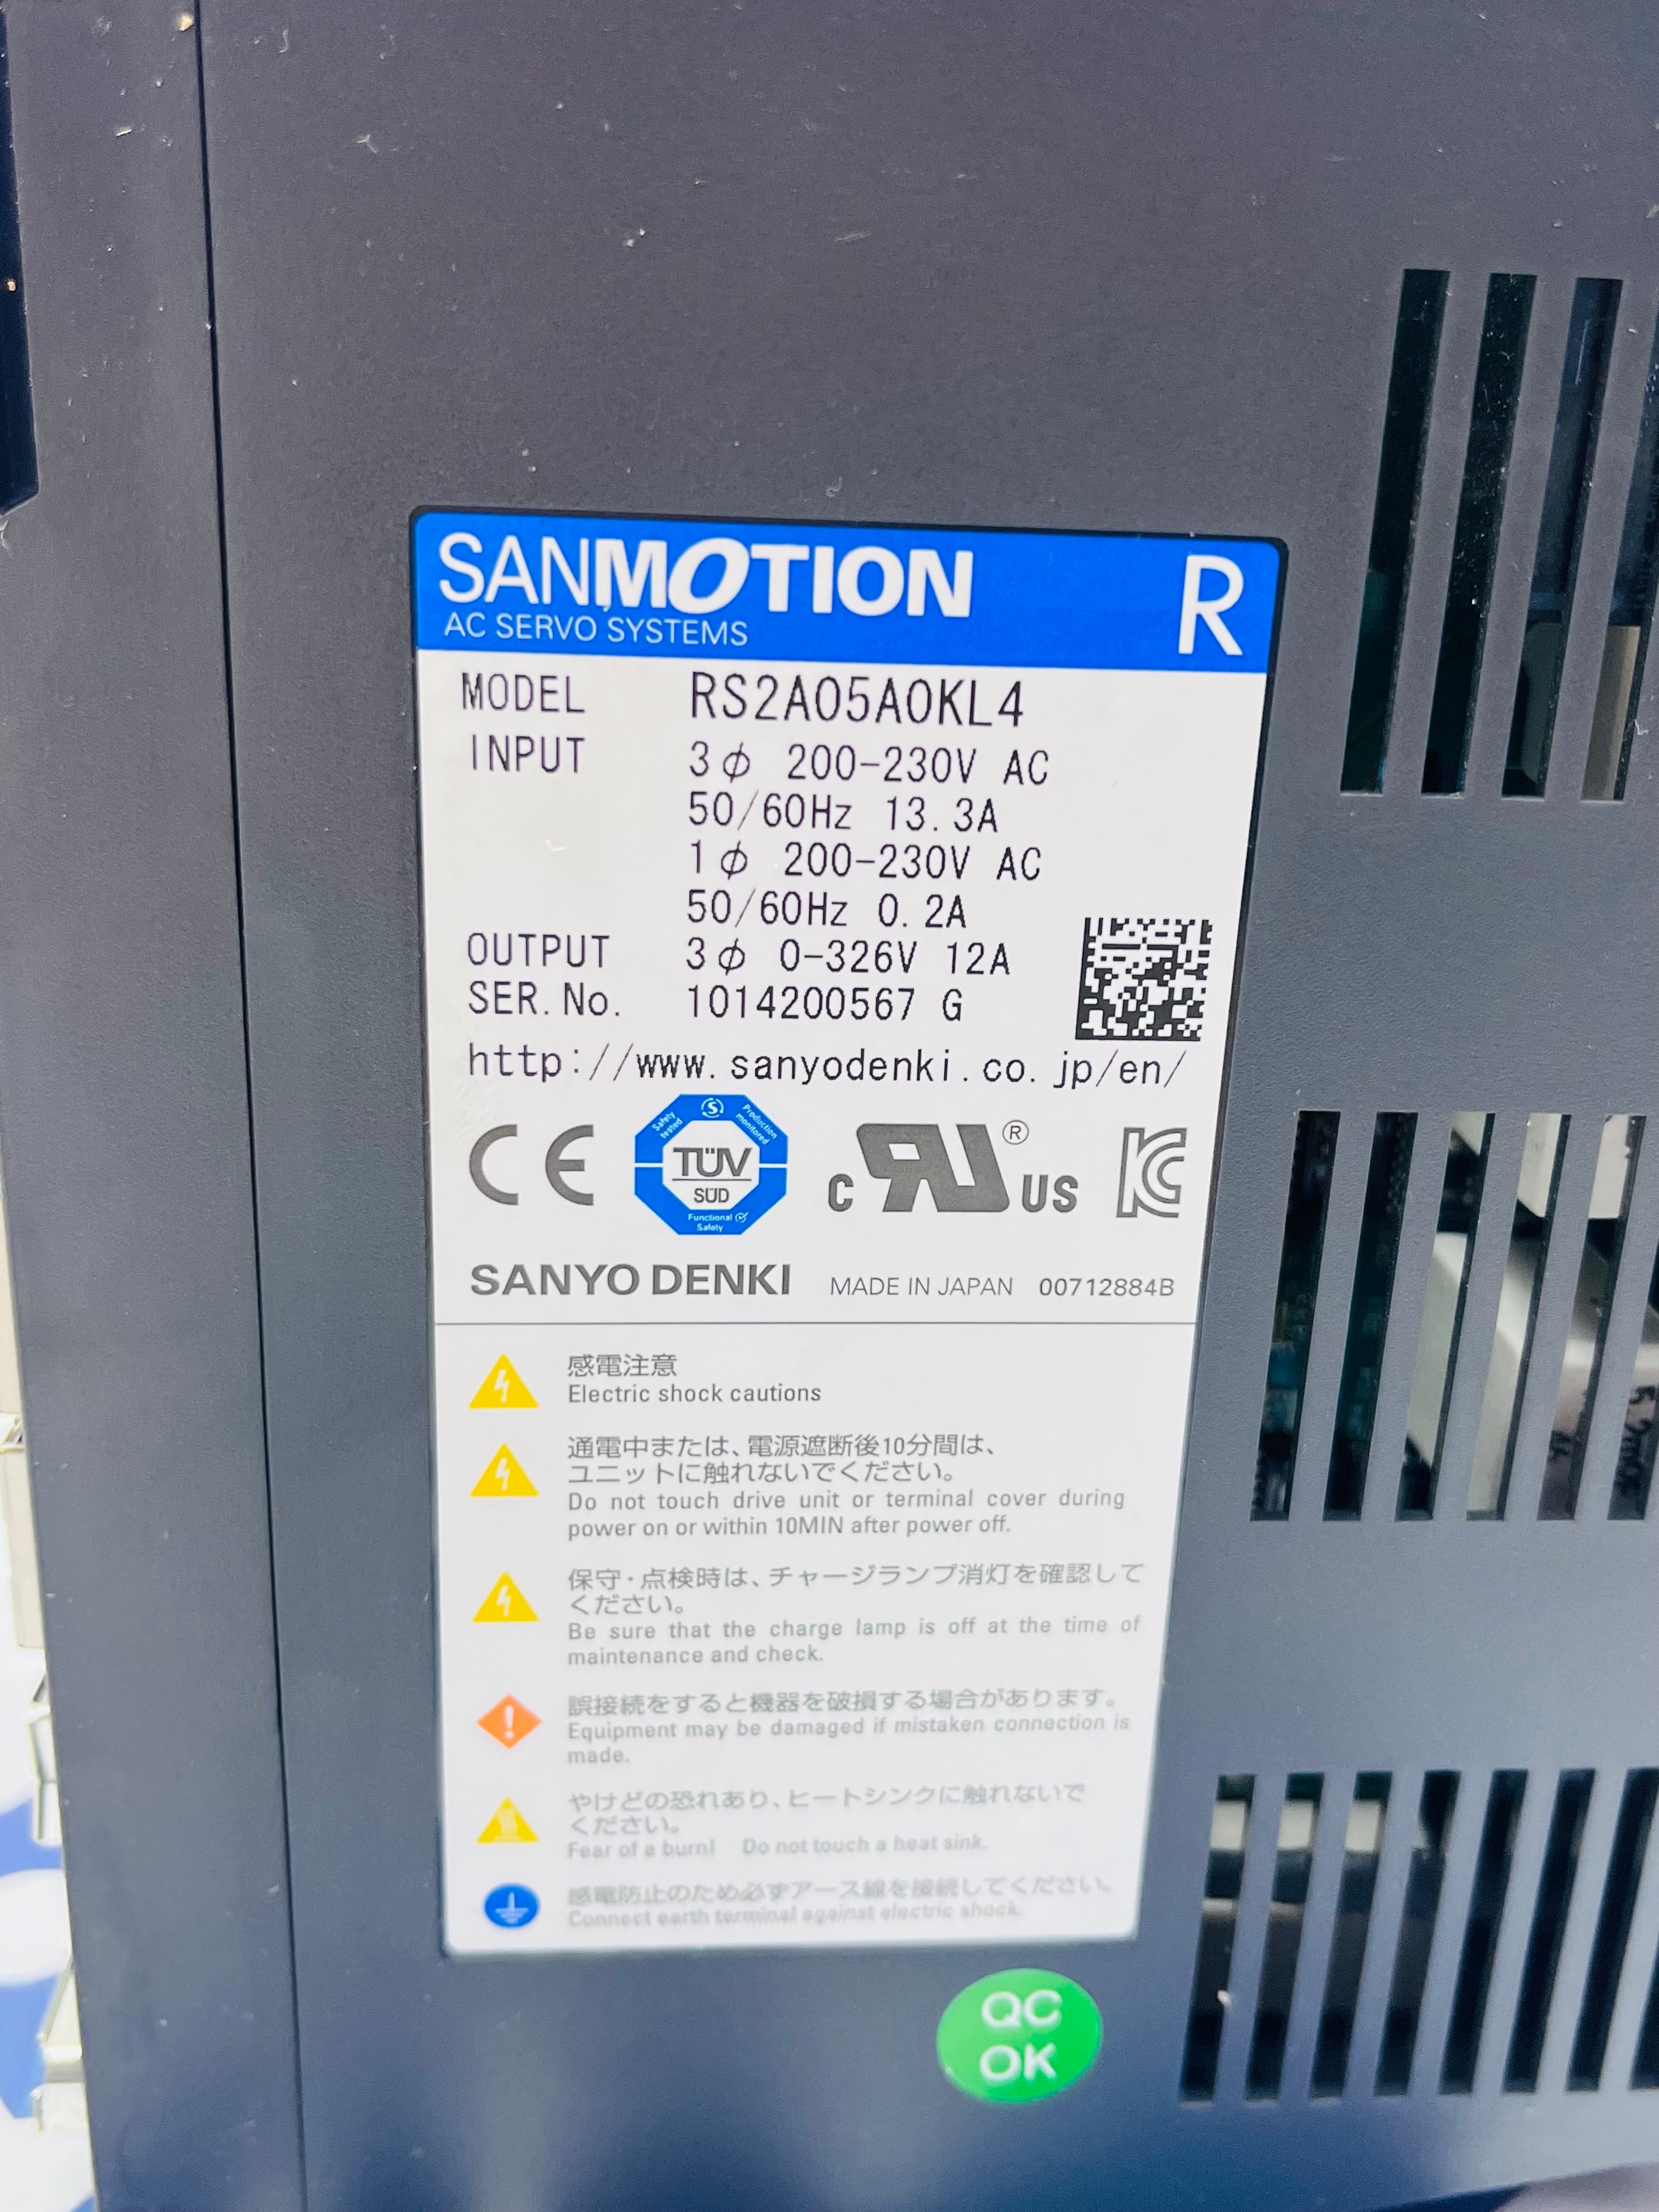 SANMOTION R
AC SERVO SYSTEMS
MODEL RS2A05A0KL4
INPUT 3φ 200-230V AC
50/60Hz 13.3A
1φ 200-230V AC
50/60Hz 0.2A
OUTPUT 3φ 0-326V 12A
SER.No. 1014200567 G
http://www.sanyodenki.co.jp/en/
CE
Safety tested
Production monitored
TÜV
SÜD
Functional Safety
c RU ® US
KC
SANYO DENKI MADE IN JAPAN 00712884B
感電注意
Electric shock cautions
通電中または、電源遮断後10分間は、
ユニットに触れないでください。
Do not touch drive unit or terminal cover during
power on or within 10MIN after power off.
保守・点検時は、チャージランプ消灯を確認して
ください。
Be sure that the charge lamp is off at the time of
maintenance and check.
誤接続をすると機器を破損する場合があります。
Equipment may be damaged if mistaken connection is
made.
やけどの恐れあり、ヒートシンクに触れないで
ください。
Fear of a burn! Do not touch a heat sink.
感電防止のため必ずアース線を接続してください。
Connect earth terminal against electric shock.
QC
OK